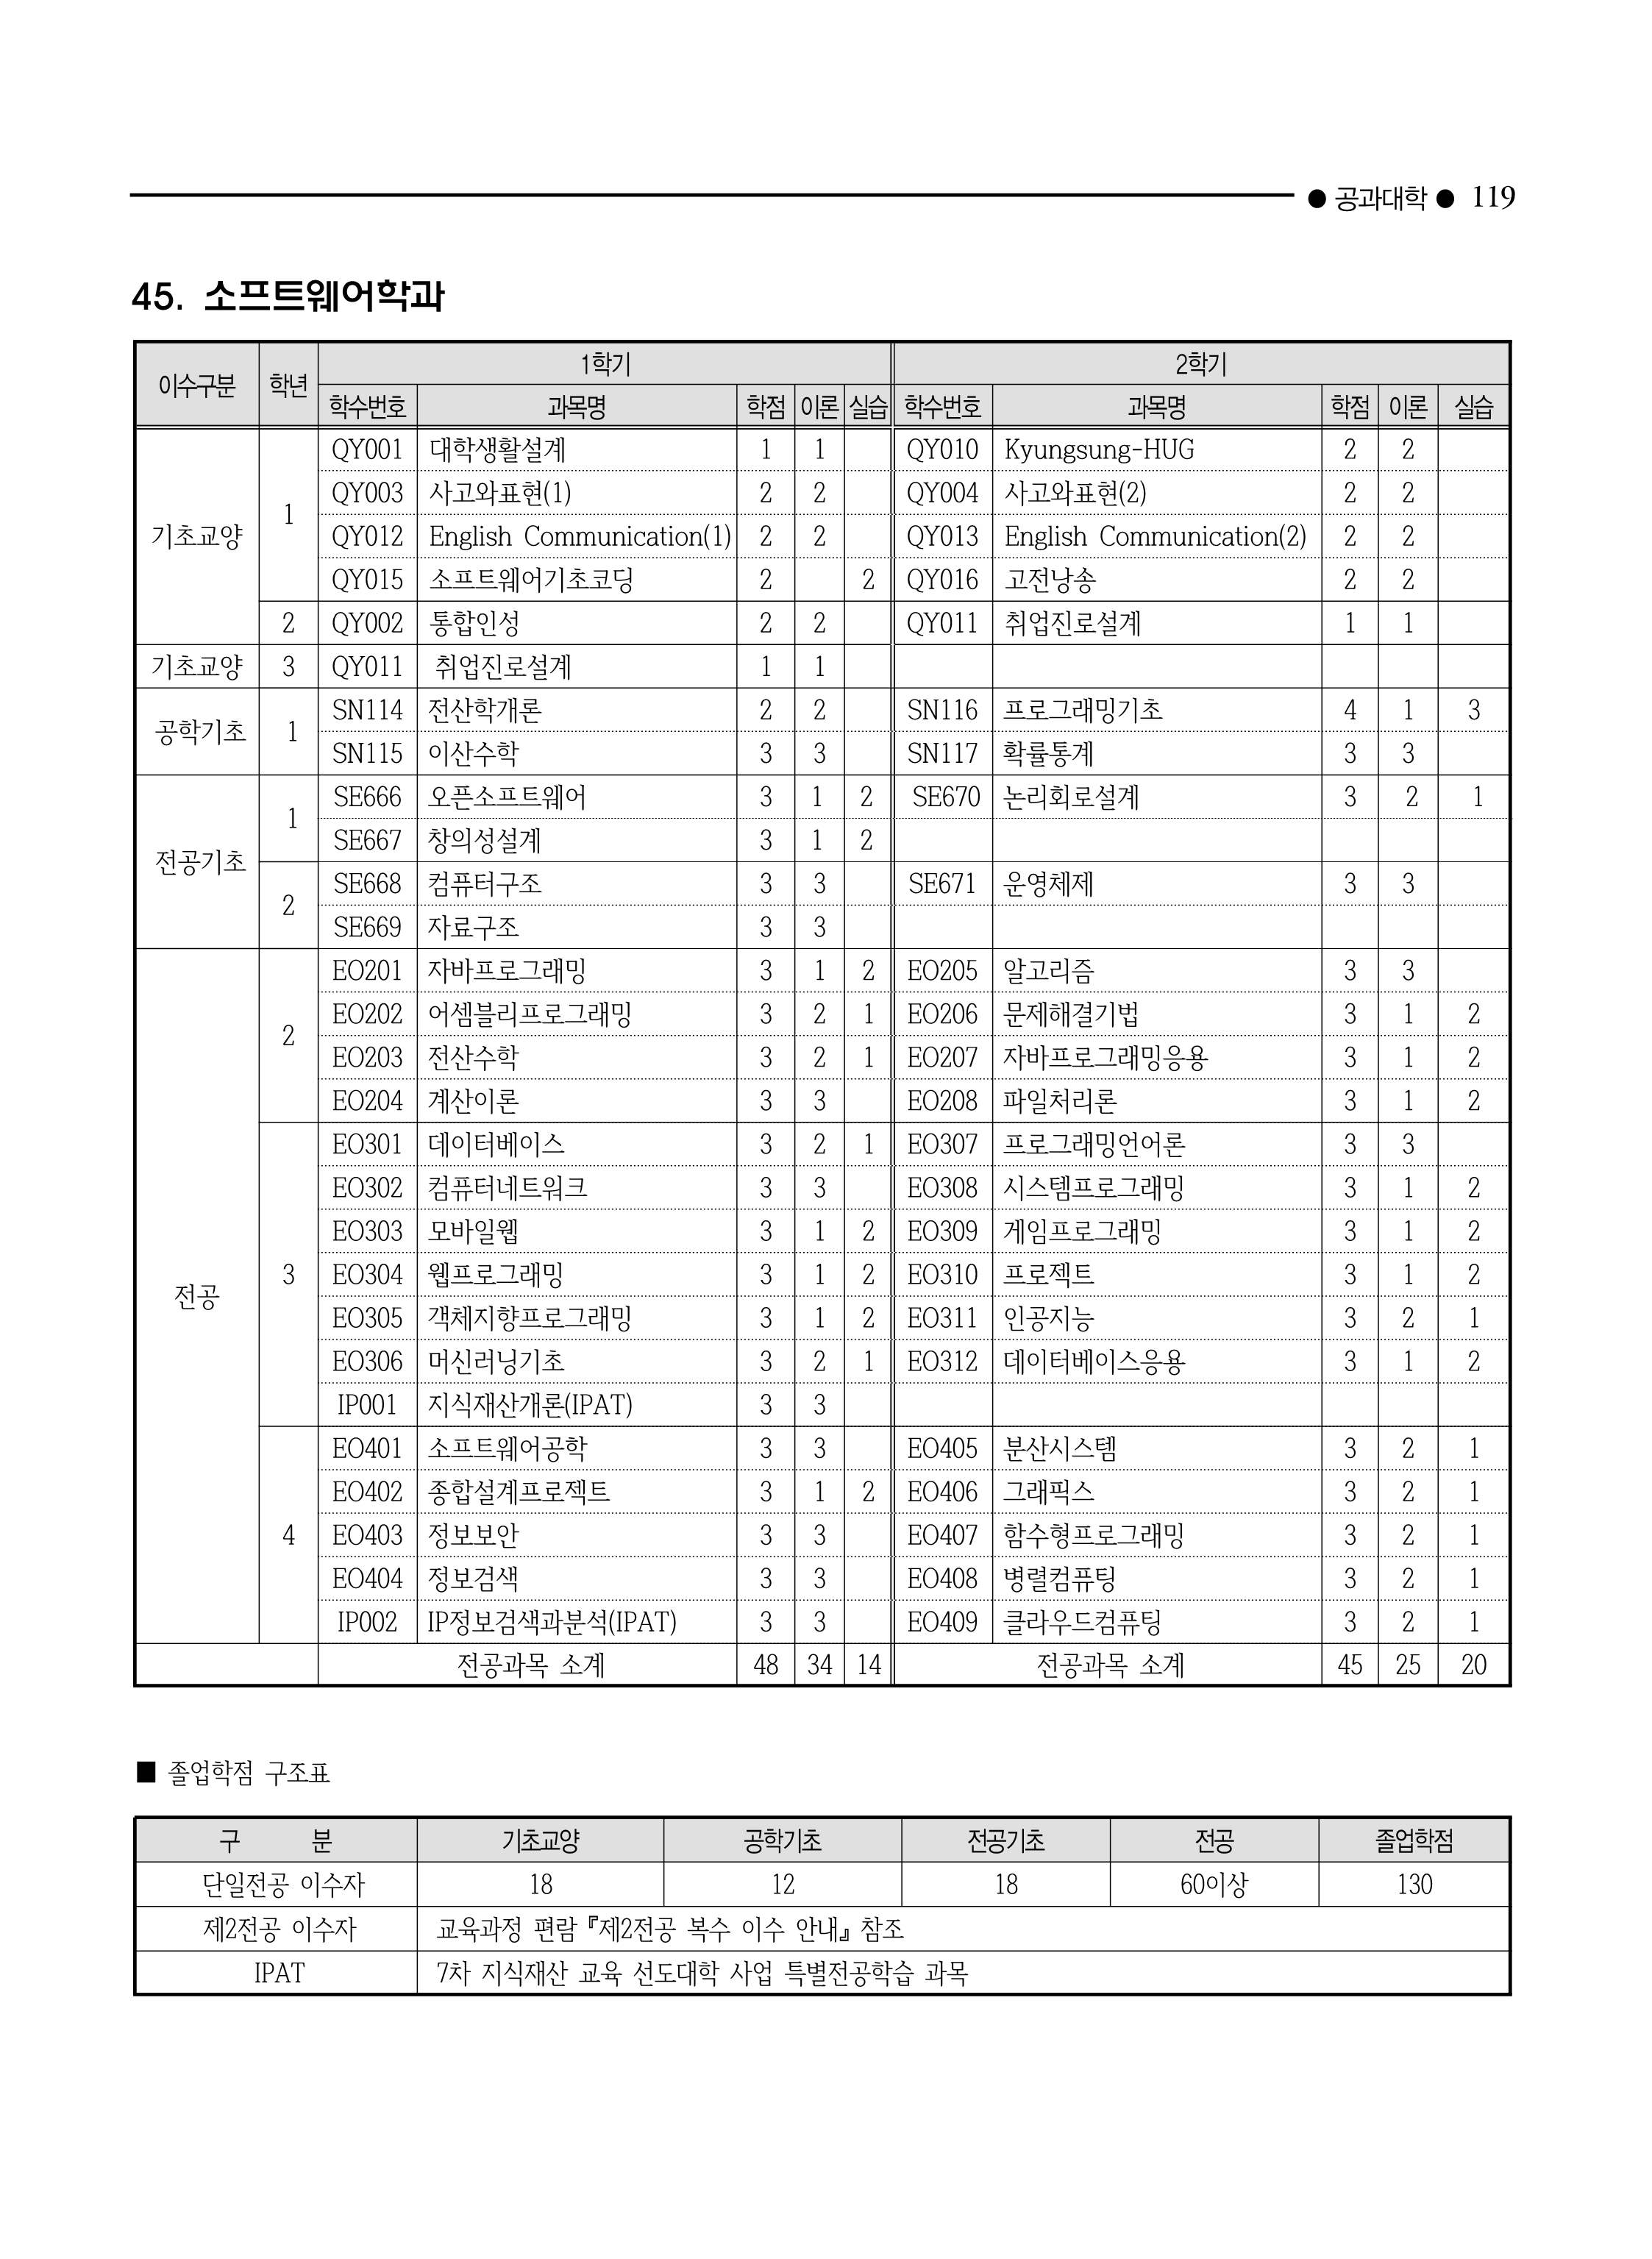 ● 공과대학 ● 119
45. 소프트웨어학과
이수구분 학년 1학기 2학기
학수번호 과목명 학점 이론 실습 학수번호 과목명 학점 이론 실습
기초교양 1 QY001 대학생활설계 1 1 QY010 Kyungsung-HUG 2 2
QY003 사고와표현(1) 2 2 QY004 사고와표현(2) 2 2
QY012 English Communication(1) 2 2 QY013 English Communication(2) 2 2
QY015 소프트웨어기초코딩 2 2 QY016 고전낭송 2 2
2 QY002 통합인성 2 2 QY011 취업진로설계 1 1
기초교양 3 QY011 취업진로설계 1 1
공학기초 1 SN114 전산학개론 2 2 SN116 프로그래밍기초 4 1 3
SN115 이산수학 3 3 SN117 확률통계 3 3
전공기초 1 SE666 오픈소프트웨어 3 1 2 SE670 논리회로설계 3 2 1
SE667 창의성설계 3 1 2
2 SE668 컴퓨터구조 3 3 SE671 운영체제 3 3
SE669 자료구조 3 3
전공 2 EO201 자바프로그래밍 3 1 2 EO205 알고리즘 3 3
EO202 어셈블리프로그래밍 3 2 1 EO206 문제해결기법 3 1 2
EO203 전산수학 3 2 1 EO207 자바프로그래밍응용 3 1 2
EO204 계산이론 3 3 EO208 파일처리론 3 1 2
3 EO301 데이터베이스 3 2 1 EO307 프로그래밍언어론 3 3
EO302 컴퓨터네트워크 3 3 EO308 시스템프로그래밍 3 1 2
EO303 모바일웹 3 1 2 EO309 게임프로그래밍 3 1 2
EO304 웹프로그래밍 3 1 2 EO310 프로젝트 3 1 2
EO305 객체지향프로그래밍 3 1 2 EO311 인공지능 3 2 1
EO306 머신러닝기초 3 2 1 EO312 데이터베이스응용 3 1 2
IP001 지식재산개론(IPAT) 3 3
4 EO401 소프트웨어공학 3 3 EO405 분산시스템 3 2 1
EO402 종합설계프로젝트 3 1 2 EO406 그래픽스 3 2 1
EO403 정보보안 3 3 EO407 함수형프로그래밍 3 2 1
EO404 정보검색 3 3 EO408 병렬컴퓨팅 3 2 1
IP002 IP정보검색과분석(IPAT) 3 3 EO409 클라우드컴퓨팅 3 2 1
전공과목 소계 48 34 14 전공과목 소계 45 25 20
■ 졸업학점 구조표
구 분 기초교양 공학기초 전공기초 전공 졸업학점
단일전공 이수자 18 12 18 60이상 130
제2전공 이수자 교육과정 편람 『제2전공 복수 이수 안내』 참조
IPAT 7차 지식재산 교육 선도대학 사업 특별전공학습 과목